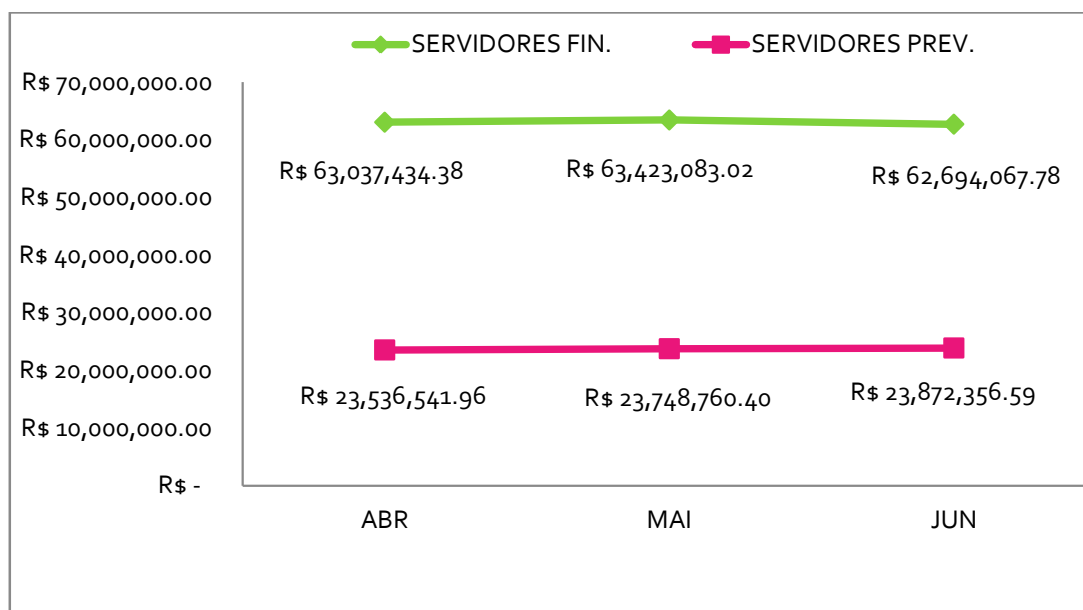 SERVIDORES FIN. SERVIDORES PREV.
R$ 70,000,000.00
R$ 60,000,000.00
R$ 50,000,000.00
R$ 40,000,000.00
R$ 30,000,000.00
R$ 20,000,000.00
R$ 10,000,000.00
R$ -
R$ 63,037,434.38 R$ 63,423,083.02 R$ 62,694,067.78
R$ 23,536,541.96 R$ 23,748,760.40 R$ 23,872,356.59
ABR MAI JUN